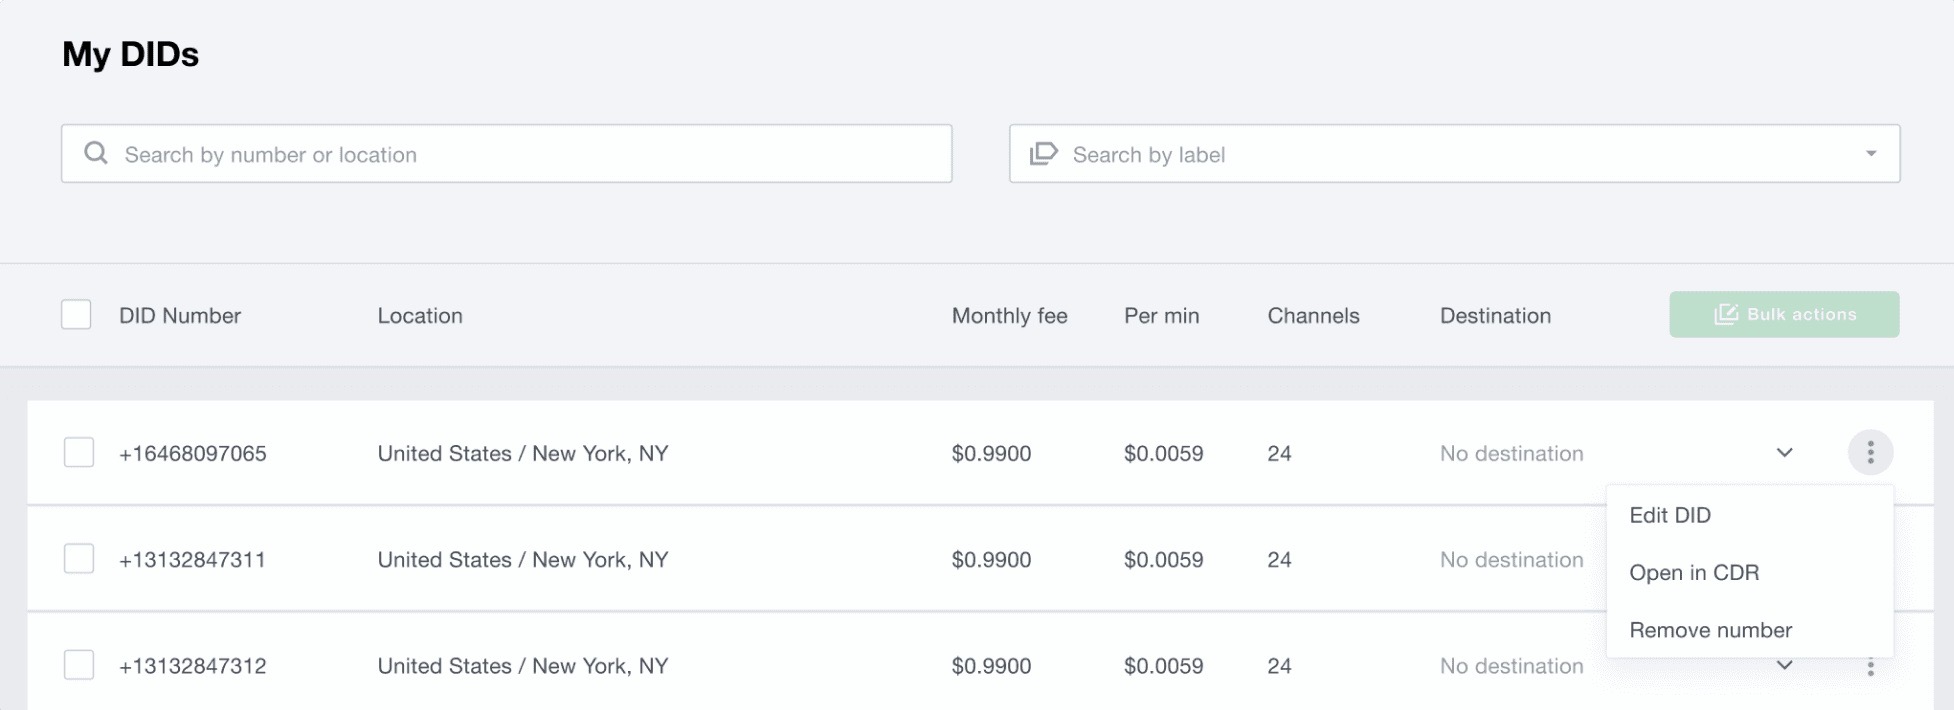 My DIDs
Search by number or location
Search by label
DID Number Location Monthly fee Per min Channels Destination Bulk actions
+16468097065 United States / New York, NY $0.9900 $0.0059 24 No destination
Edit DID
+13132847311 United States / New York, NY $0.9900 $0.0059 24 No destination
Open in CDR
Remove number
+13132847312 United States / New York, NY $0.9900 $0.0059 24 No destination